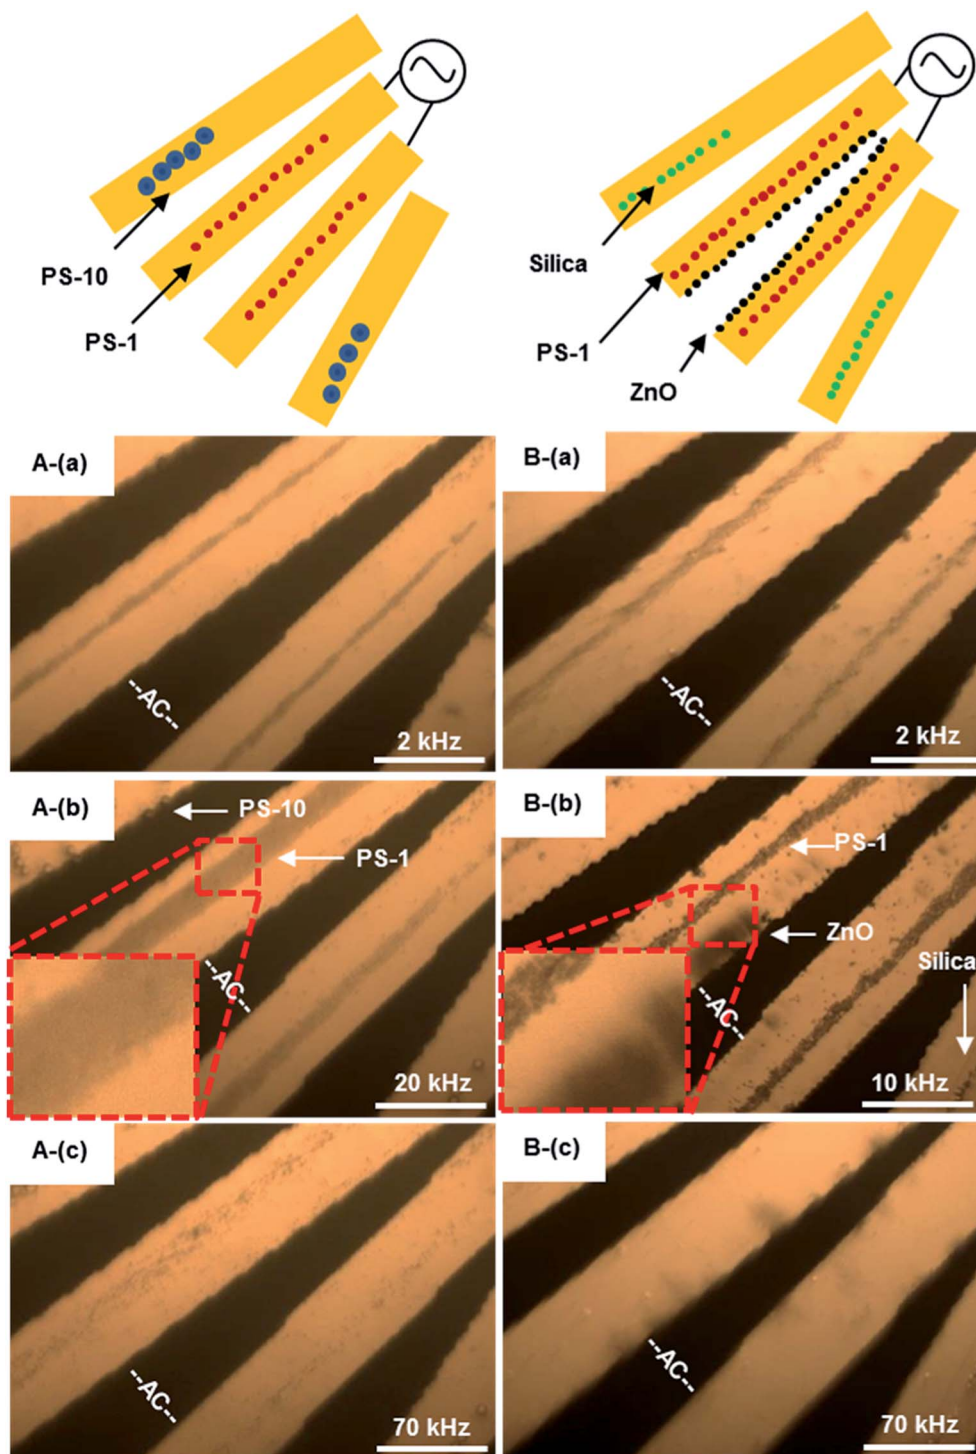 PS-10
PS-1
Silica
PS-1
ZnO
A-(a)
--AC--
2 kHz
B-(a)
--AC--
2 kHz
A-(b)
PS-10
PS-1
--AC--
20 kHz
B-(b)
PS-1
ZnO
Silica
--AC--
10 kHz
A-(c)
--AC--
70 kHz
B-(c)
--AC--
70 kHz